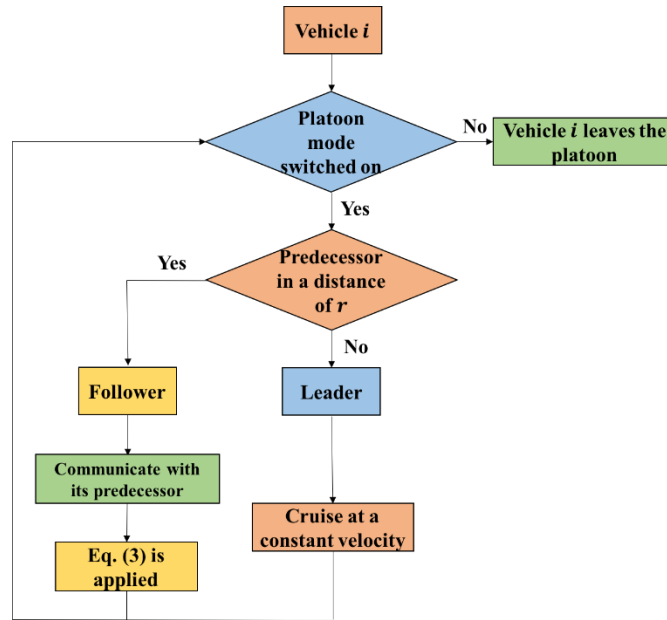 Vehicle i
Platoon
mode
switched on
No
Vehicle i leaves the
platoon
Yes
Predecessor
in a distance
of r
Yes
No
Follower
Leader
Communicate with
its predecessor
Cruise at a
constant velocity
Eq. (3) is
applied